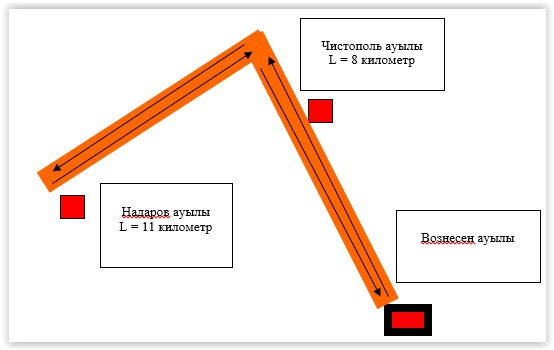 Чистополь ауылы
L = 8 километр
Надаров ауылы
L = 11 километр
Вознесен ауылы